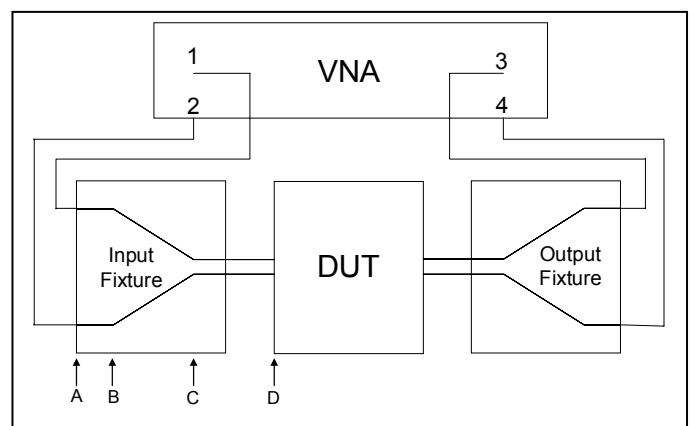 VNA
1
2
3
4
Input
Fixture
DUT
Output
Fixture
A
B
C
D